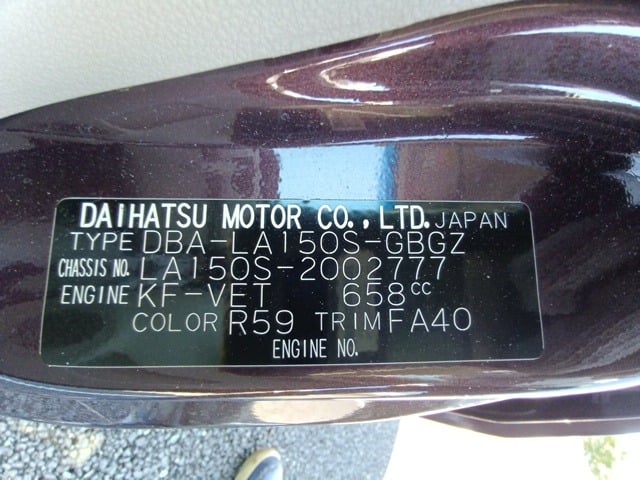 DAIHATSU MOTOR CO., LTD. JAPAN
TYPE DBA-LA150S-GBGZ
CHASSIS NO. LA150S-2002777
ENGINE KF-VET 658cc
COLOR R59 TRIM FA40
ENGINE NO.